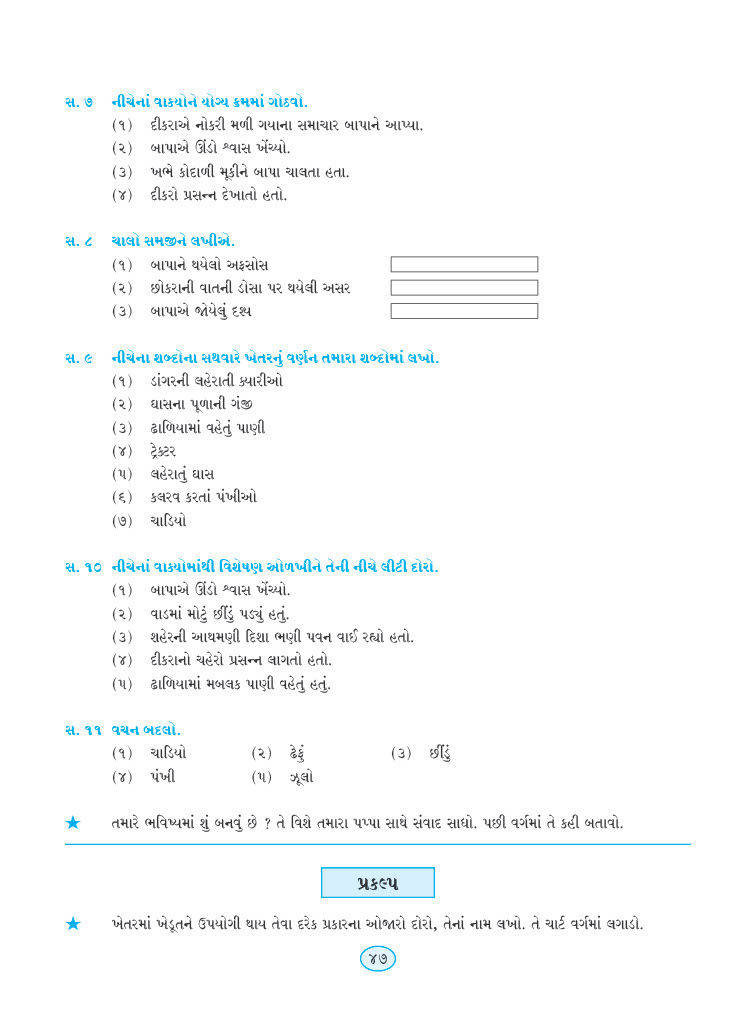 સ. ૭ નીચેનાં વાક્યોને યોગ્ય ક્રમમાં ગોઠવો.
(૧) દીકરાએ નોકરી મળી ગયાના સમાચાર બાપાને આપ્યા.
(૨) બાપાએ ઊંડો શ્વાસ ખેંચ્યો.
(૩) ખભે કોદાળી મૂકીને બાપા ચાલતા હતા.
(૪) દીકરો પ્રસન્ન દેખાતો હતો.
સ. ૮ ચાલો સમજીને લખીએ.
(૧) બાપાને થયેલો અફસોસ
(૨) છોકરાની વાતની ડોસા પર થયેલી અસર
(૩) બાપાએ જોયેલું દૃશ્ય
સ. ૯ નીચેના શબ્દોના સથવારે ખેતરનું વર્ણન તમારા શબ્દોમાં લખો.
(૧) ડાંગરની લહેરાતી ક્યારીઓ
(૨) ઘાસના પૂળાની ગંજી
(૩) ઢાળિયામાં વહેતું પાણી
(૪) ટ્રેક્ટર
(૫) લહેરાતું ઘાસ
(૬) કલરવ કરતાં પંખીઓ
(૭) ચાડિયો
સ. ૧૦ નીચેનાં વાક્યોમાંથી વિશેષણ ઓળખીને તેની નીચે લીટી દોરો.
(૧) બાપાએ ઊંડો શ્વાસ ખેંચ્યો.
(૨) વાડમાં મોટું છીંડું પડ્યું હતું.
(૩) શહેરની આથમણી દિશા ભણી પવન વાઈ રહ્યો હતો.
(૪) દીકરાનો ચહેરો પ્રસન્ન લાગતો હતો.
(૫) ઢાળિયામાં મબલક પાણી વહેતું હતું.
સ. ૧૧ વચન બદલો.
(૧) ચાડિયો (૨) ઢેફું (૩) છીંડું
(૪) પંખી (૫) ઝૂલો
★ તમારે ભવિષ્યમાં શું બનવું છે ? તે વિશે તમારા પપ્પા સાથે સંવાદ સાધો. પછી વર્ગમાં તે કહી બતાવો.
પ્રકલ્પ
★ ખેતરમાં ખેડૂતને ઉપયોગી થાય તેવા દરેક પ્રકારના ઓજારો દોરો, તેનાં નામ લખો. તે ચાર્ટ વર્ગમાં લગાડો.
૪૭